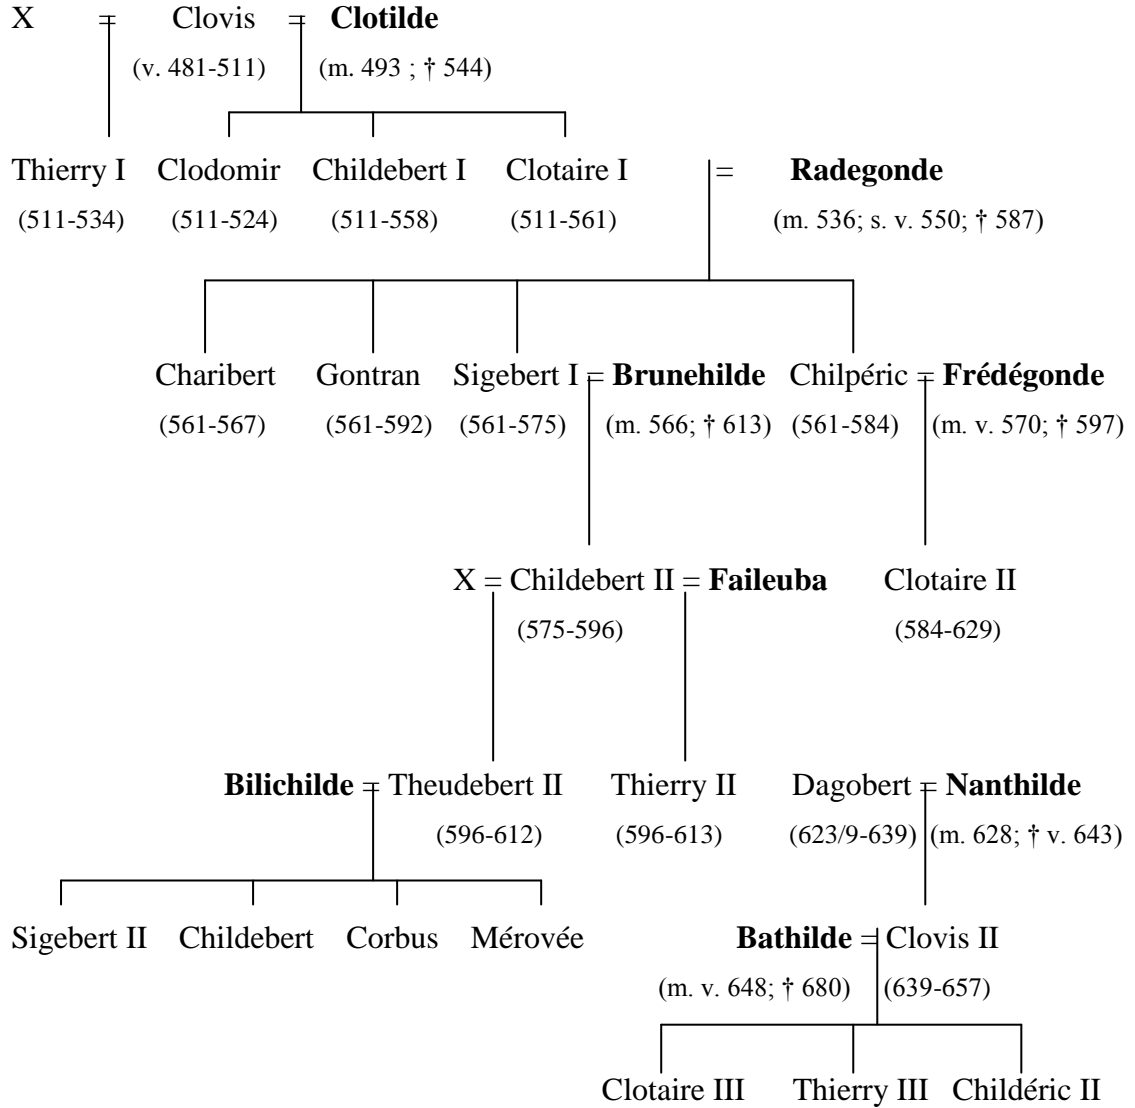 X = Clovis = Clotilde
(v. 481-511) (m. 493 ; † 544)
Thierry I Clodomir Childebert I Clotaire I = Radegonde
(511-534) (511-524) (511-558) (511-561) (m. 536; s. v. 550; † 587)
Charibert Gontran Sigebert I = Brunehilde Chilpéric = Frédégonde
(561-567) (561-592) (561-575) (m. 566; † 613) (561-584) (m. v. 570; † 597)
X = Childebert II = Faileuba Clotaire II
(575-596) (584-629)
Bilichilde = Theudebert II Thierry II Dagobert = Nanthilde
(596-612) (596-613) (623/9-639) (m. 628; † v. 643)
Sigebert II Childebert Corbus Mérovée Bathilde = Clovis II
(m. v. 648; † 680) (639-657)
Clotaire III Thierry III Childéric II